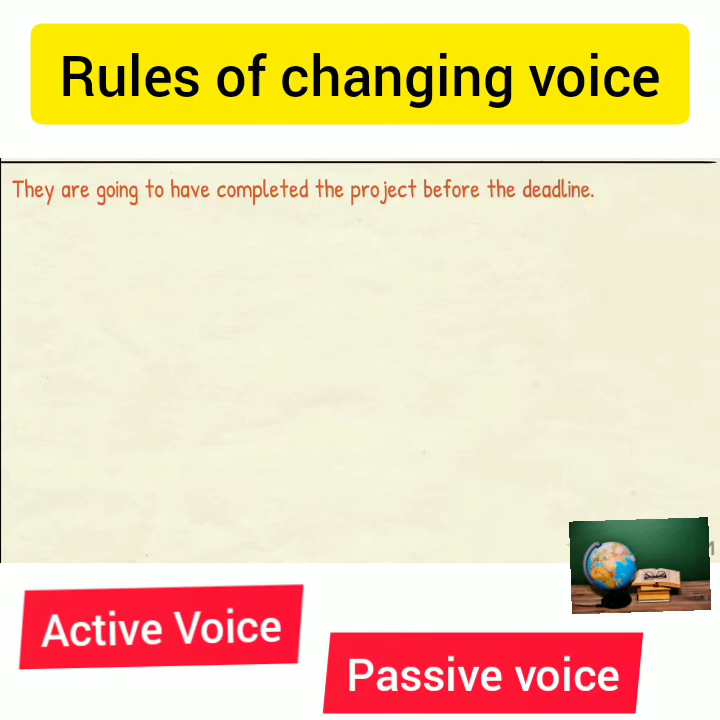 Rules of changing voice
They are going to have completed the project before the deadline.
Active Voice
Passive voice